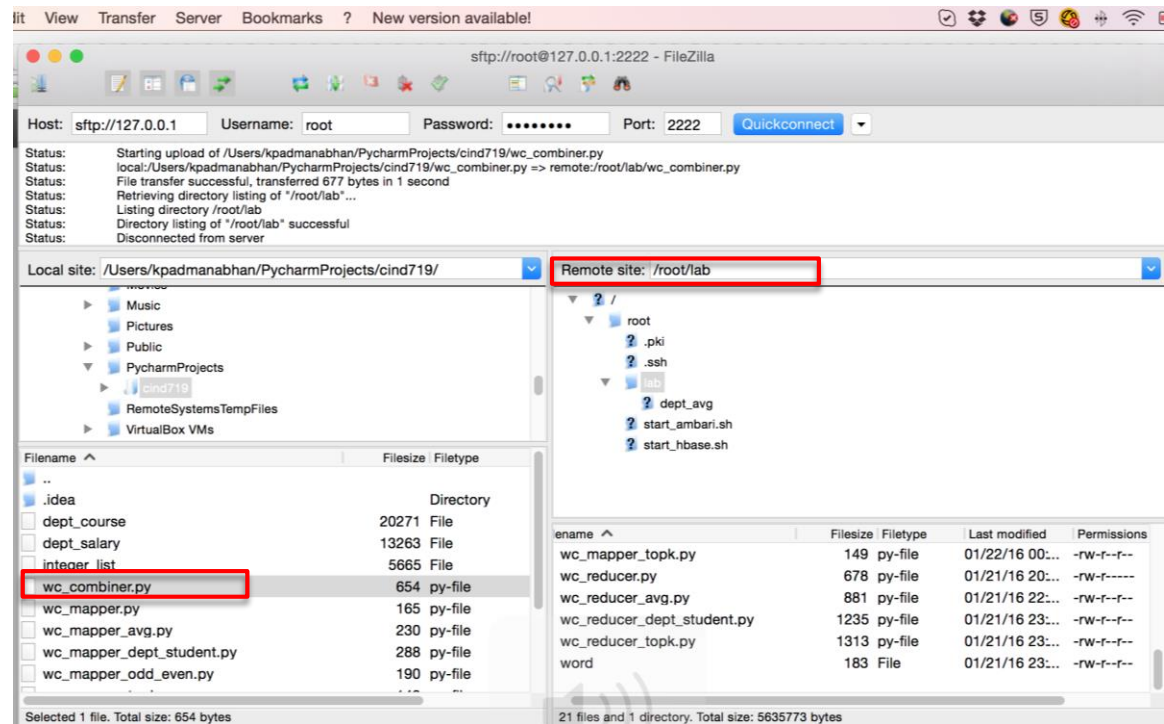 dit View Transfer Server Bookmarks ? New version available!
sftp://root@127.0.0.1:2222 - FileZilla
Host: sftp://127.0.0.1 Username: root Password: •••••••• Port: 2222 Quickconnect
Status: Starting upload of /Users/kpadmanabhan/PycharmProjects/cind719/wc_combiner.py
Status: local:/Users/kpadmanabhan/PycharmProjects/cind719/wc_combiner.py => remote:/root/lab/wc_combiner.py
Status: File transfer successful, transferred 677 bytes in 1 second
Status: Retrieving directory listing of "/root/lab"...
Status: Listing directory /root/lab
Status: Directory listing of "/root/lab" successful
Status: Disconnected from server
Local site: /Users/kpadmanabhan/PycharmProjects/cind719/
Movies
Music
Pictures
Public
PycharmProjects
cind719
RemoteSystemsTempFiles
VirtualBox VMs
Filename Filesize Filetype
..
.idea Directory
dept_course 20271 File
dept_salary 13263 File
integer_list 5665 File
wc_combiner.py 654 py-file
wc_mapper.py 165 py-file
wc_mapper_avg.py 230 py-file
wc_mapper_dept_student.py 288 py-file
wc_mapper_odd_even.py 190 py-file
Selected 1 file. Total size: 654 bytes
Remote site: /root/lab
/
root
.pki
.ssh
lab
dept_avg
start_ambari.sh
start_hbase.sh
ename Filesize Filetype Last modified Permissions
wc_mapper_topk.py 149 py-file 01/22/16 00:... -rw-r--r--
wc_reducer.py 678 py-file 01/21/16 20:... -rw-r-----
wc_reducer_avg.py 881 py-file 01/21/16 22:... -rw-r--r--
wc_reducer_dept_student.py 1235 py-file 01/21/16 23:... -rw-r--r--
wc_reducer_topk.py 1313 py-file 01/21/16 23:... -rw-r--r--
word 183 File 01/21/16 23:... -rw-r--r--
21 files and 1 directory. Total size: 5635773 bytes